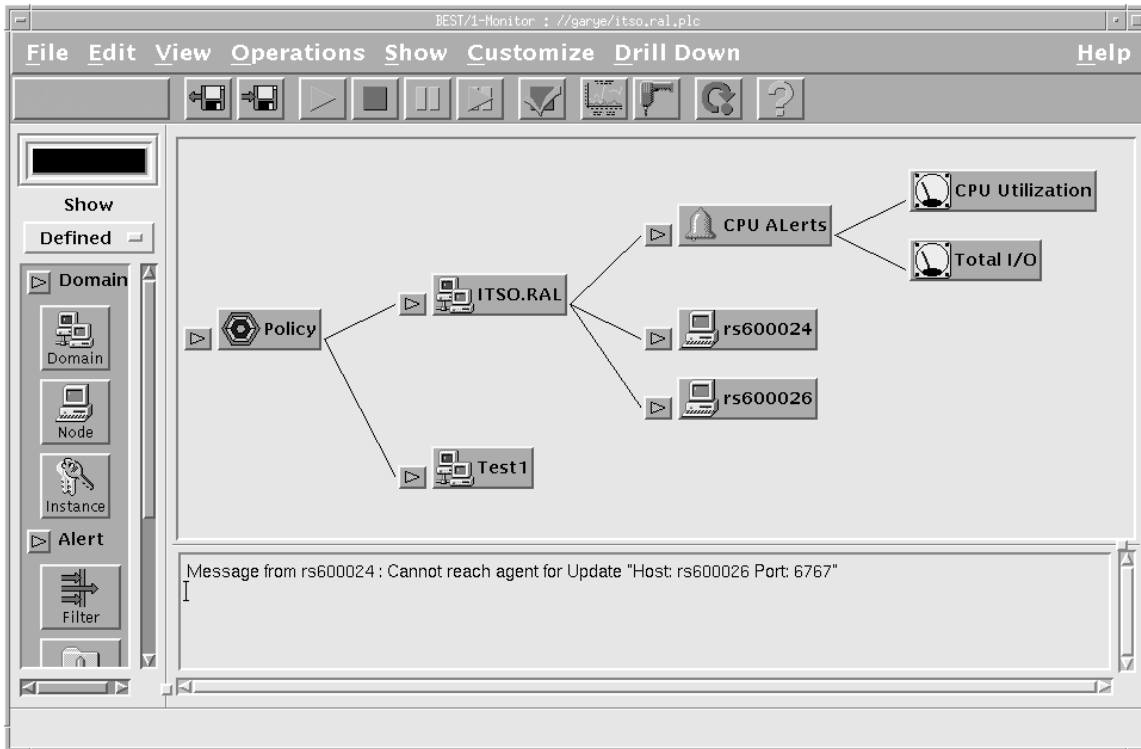 BEST/1-Monitor : //garye/itso.ral.plc
File Edit View Operations Show Customize Drill Down Help
Show
Defined
Domain
Domain
Node
Instance
Alert
Filter
Policy
ITSO.RAL
Test1
CPU ALerts
rs600024
rs600026
CPU Utilization
Total I/O
Message from rs600024 : Cannot reach agent for Update "Host: rs600026 Port: 6767"